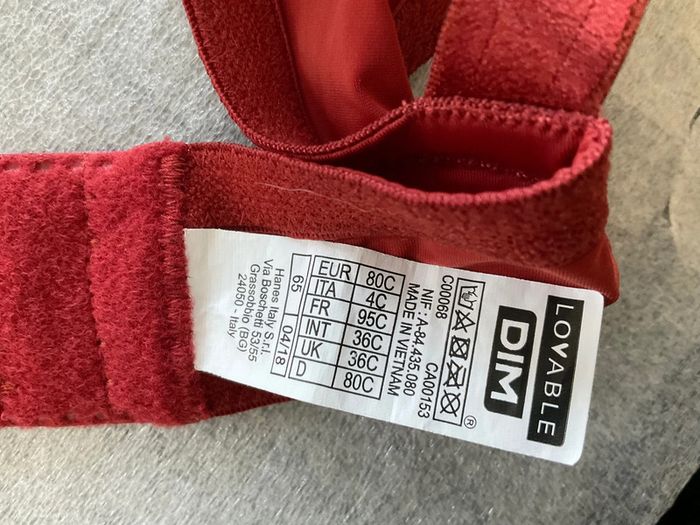 LOVABLE
DIM
®
C00068 CA00153
NIF : A-84.435.080
MADE IN VIETNAM
EUR 80C
ITA 4C
FR 95C
INT 36C
UK 36C
D 80C
65 04/18
Hanes Italy S.r.l.
Via Boschetti 53/55
Grassobbio (BG)
24050 - Italy